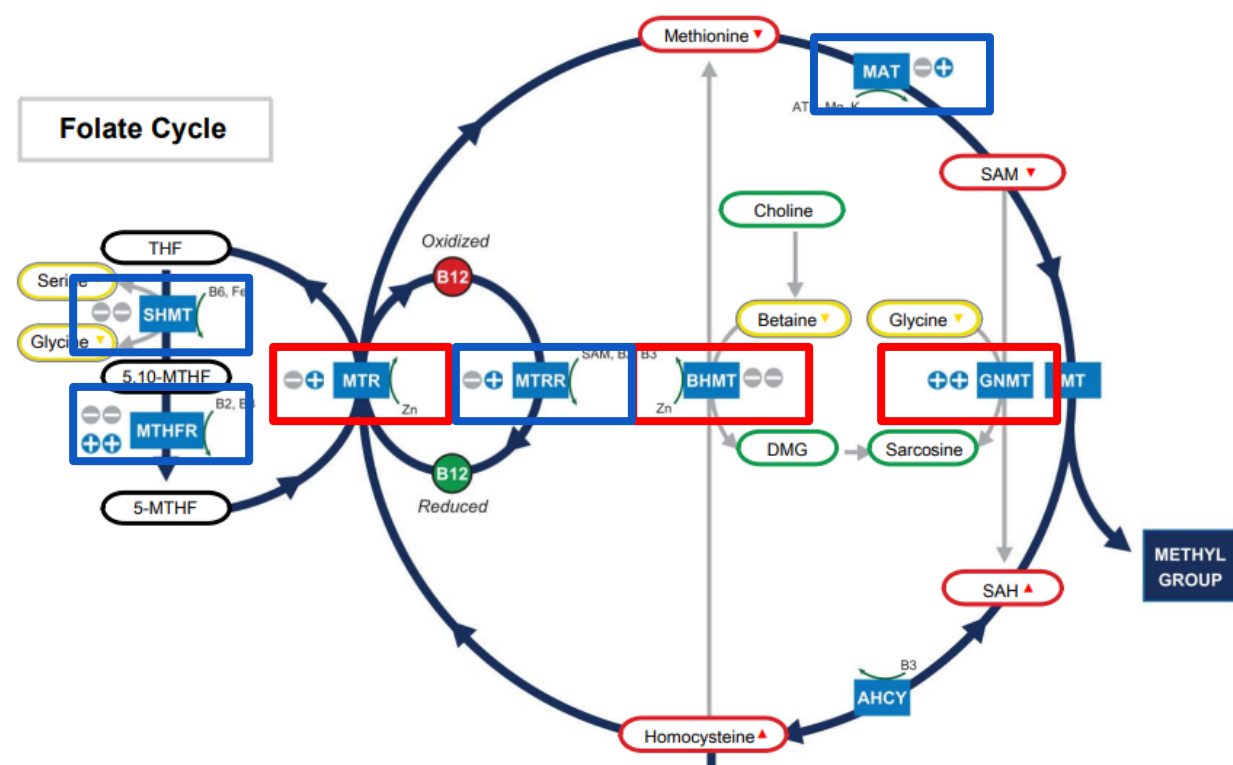 Methionine
MAT
AT
Folate Cycle
SAM
Choline
THF
Oxidized
B12
Serine
B6, Fe
SHMT
Glycine
Betaine
Glycine
5,10-MTHF
SAM, B2, B3
MTR
MTRR
BHMT
GNMT
MT
Zn
Zn
B2, B3
MTHFR
DMG
Sarcosine
B12
Reduced
5-MTHF
METHYL
GROUP
SAH
B3
AHCY
Homocysteine